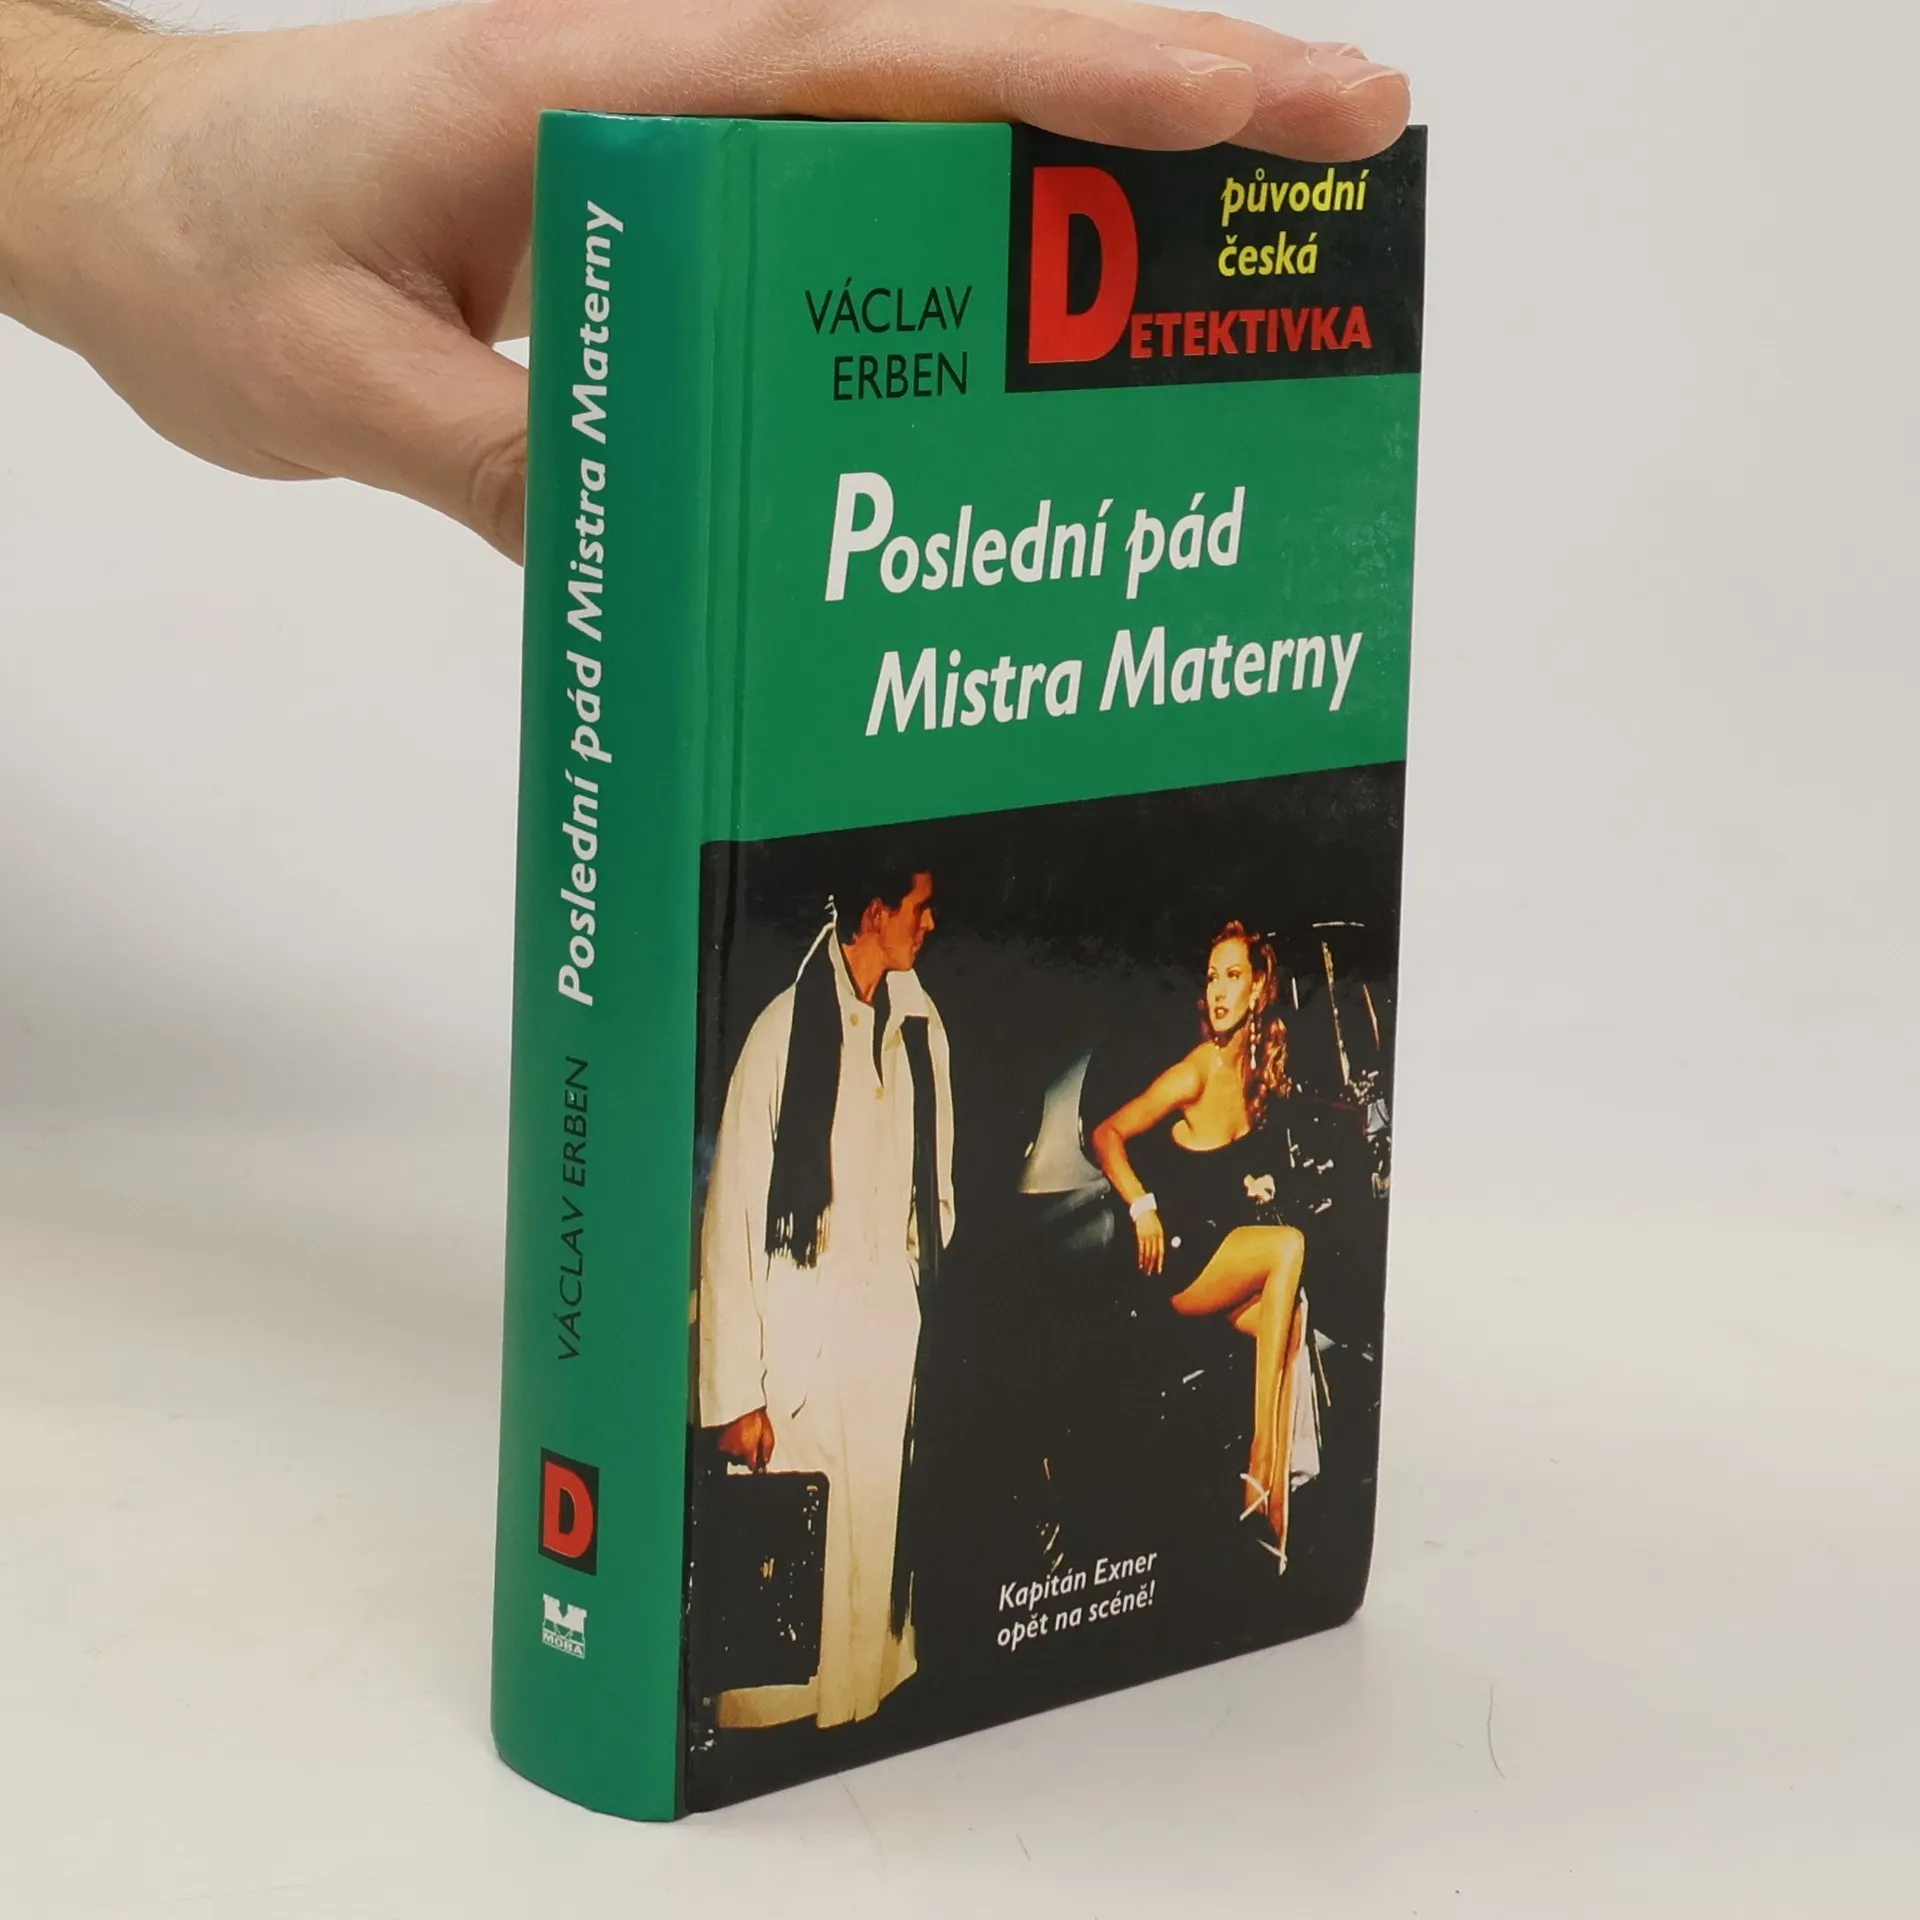 původní
česká
DETEKTIVKA
VÁCLAV
ERBEN
Poslední pád
Mistra Materny
Kapitán Exner
opět na scéně!
VÁCLAV ERBEN Poslední pád Mistra Materny
D
MOBA